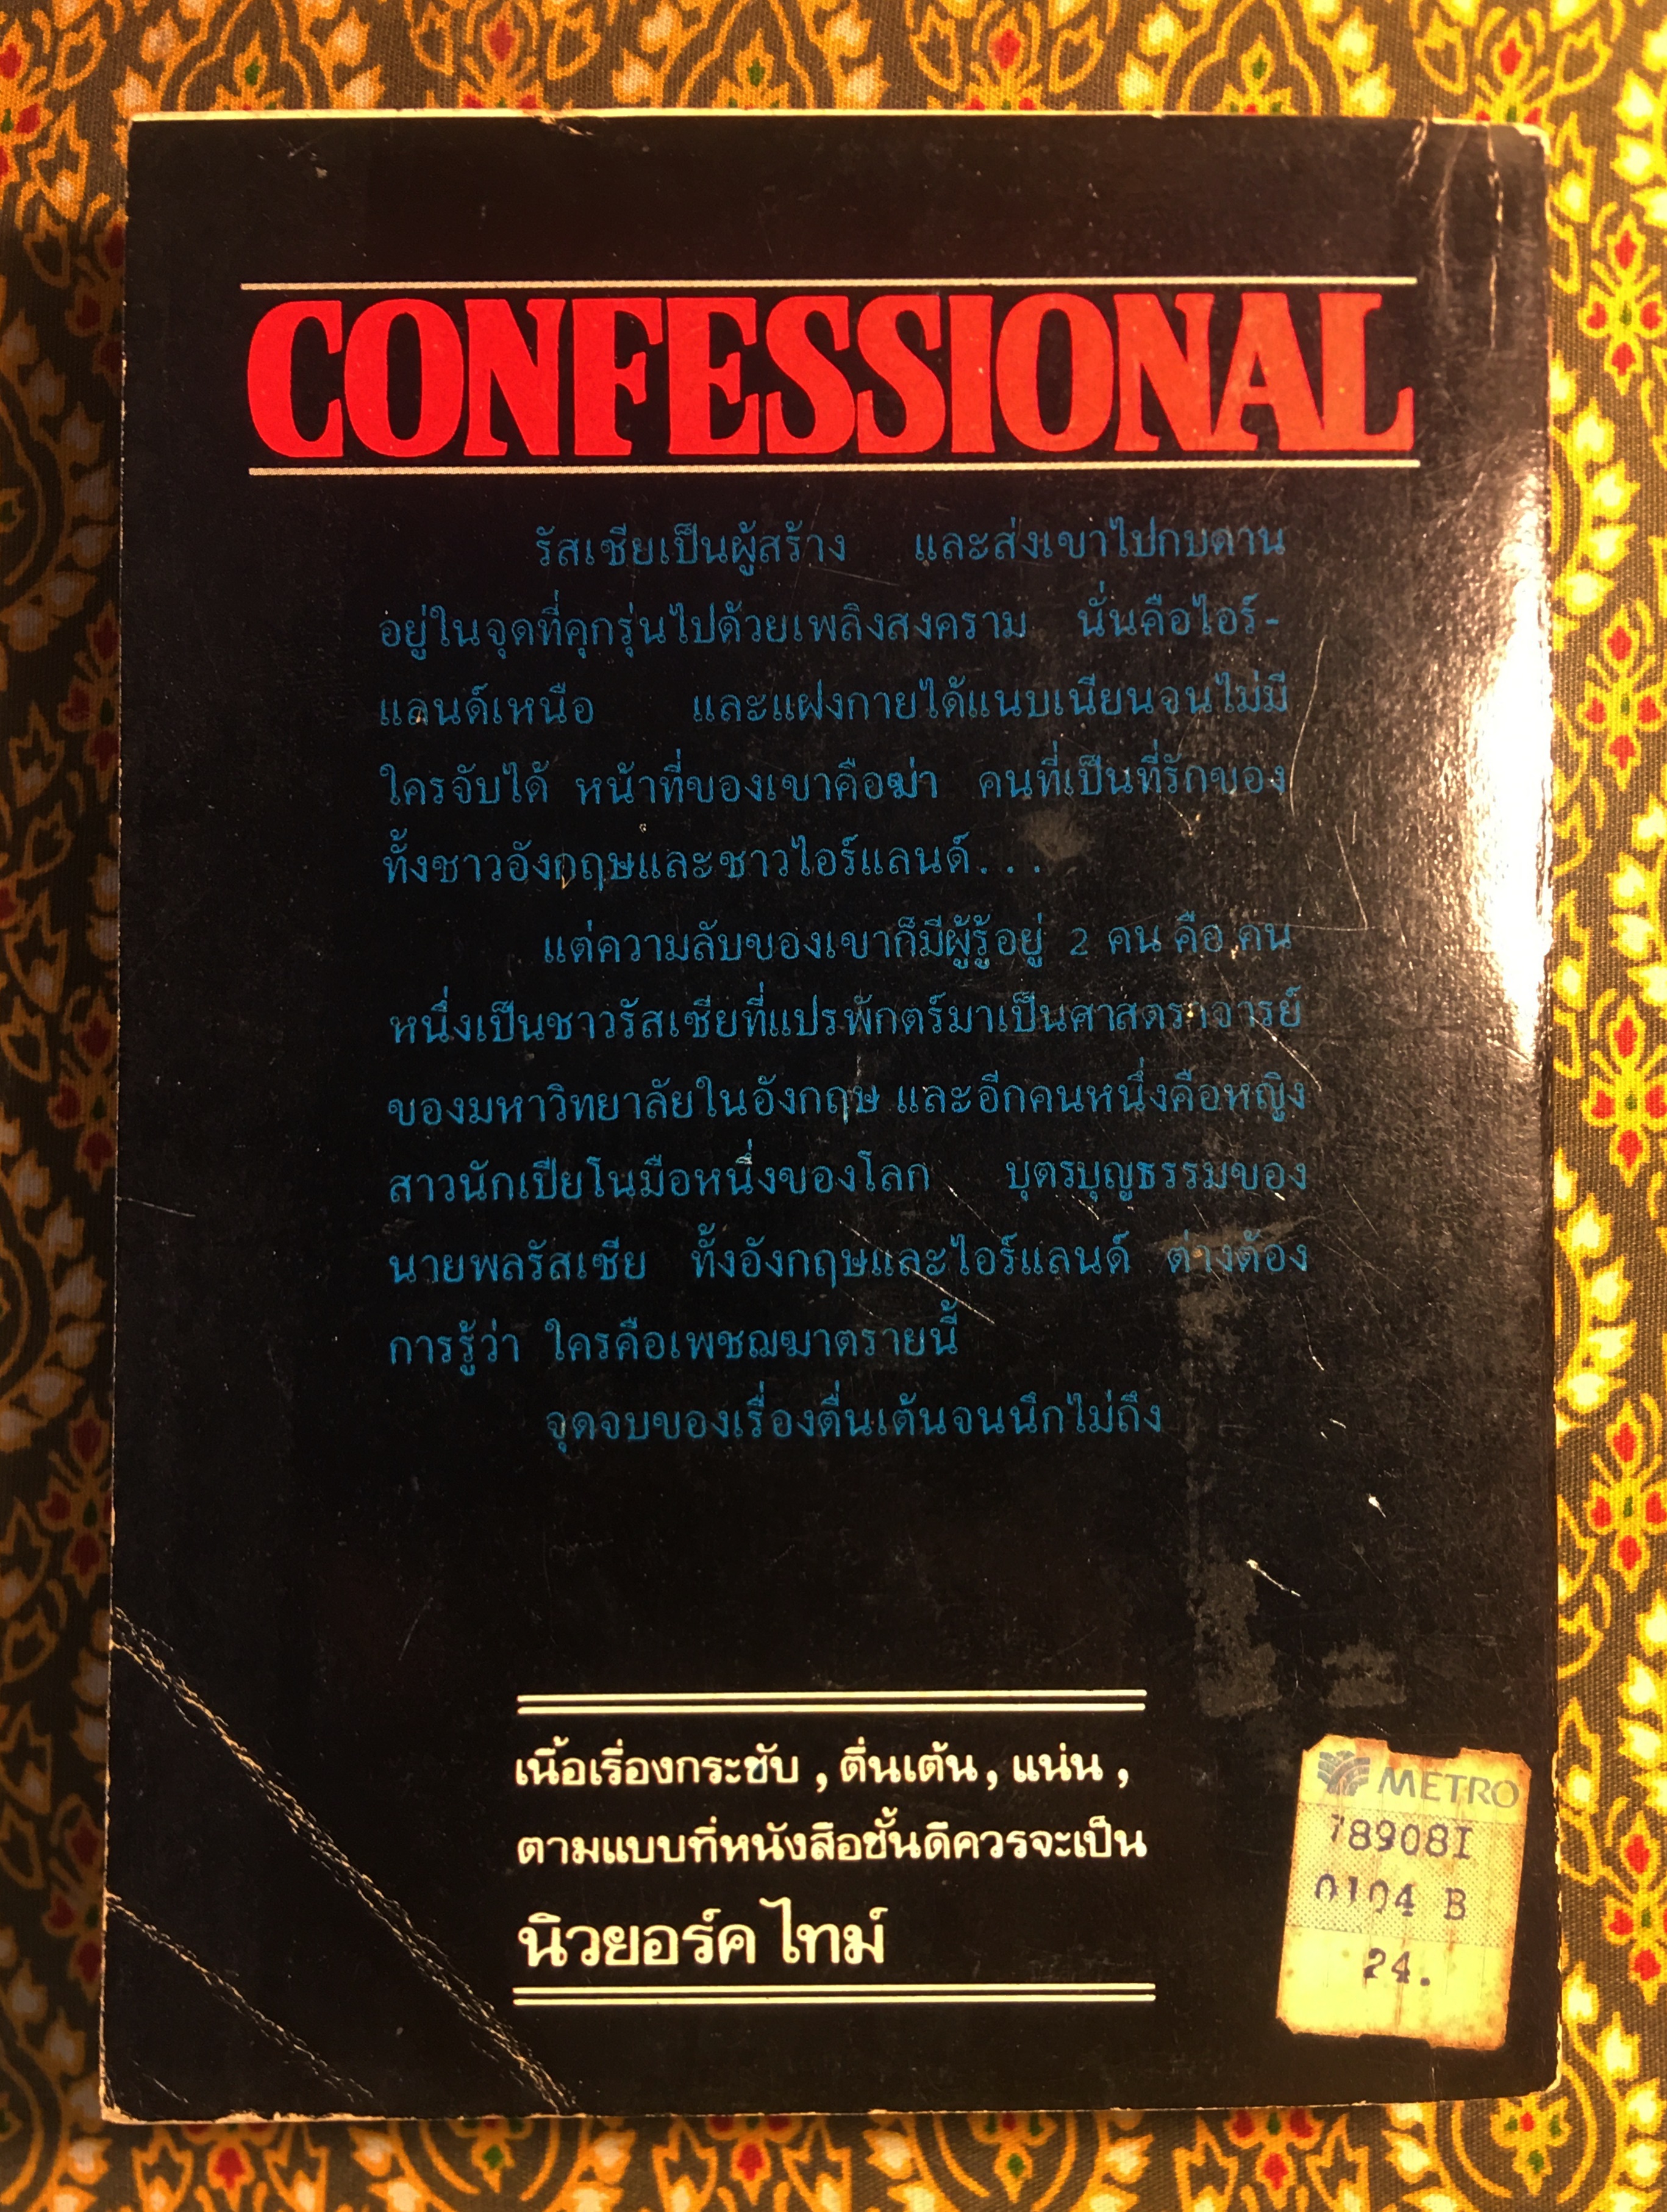 CONFESSIONAL
รัสเซียเป็นผู้สร้าง และส่งเขาไปกบดาน
อยู่ในจุดที่คุกรุ่นไปด้วยเพลิงสงคราม นั่นคือไอร์-
แลนด์เหนือ และแฝงกายได้แนบเนียนจนไม่มี
ใครจับได้ หน้าที่ของเขาคือฆ่า คนที่เป็นที่รักของ
ทั้งชาวอังกฤษและชาวไอร์แลนด์...
แต่ความลับของเขาก็มีผู้รู้อยู่ 2 คน คือ คน
หนึ่งเป็นชาวรัสเซียที่แปรพักตร์มาเป็นศาสตราจารย์
ของมหาวิทยาลัยในอังกฤษ และอีกคนหนึ่งคือหญิง
สาวนักเปียโนมือหนึ่งของโลก บุตรบุญธรรมของ
นายพลรัสเซีย ทั้งอังกฤษและไอร์แลนด์ ต่างต้อง
การรู้ว่า ใครคือเพชฌฆาตรายนี้
จุดจบของเรื่องตื่นเต้นจนนึกไม่ถึง
เนื้อเรื่องกระชับ , ตื่นเต้น , แน่น ,
ตามแบบที่หนังสือชั้นดีควรจะเป็น
นิวยอร์ค ไทม์
METRO
78908I
0104 B
24.